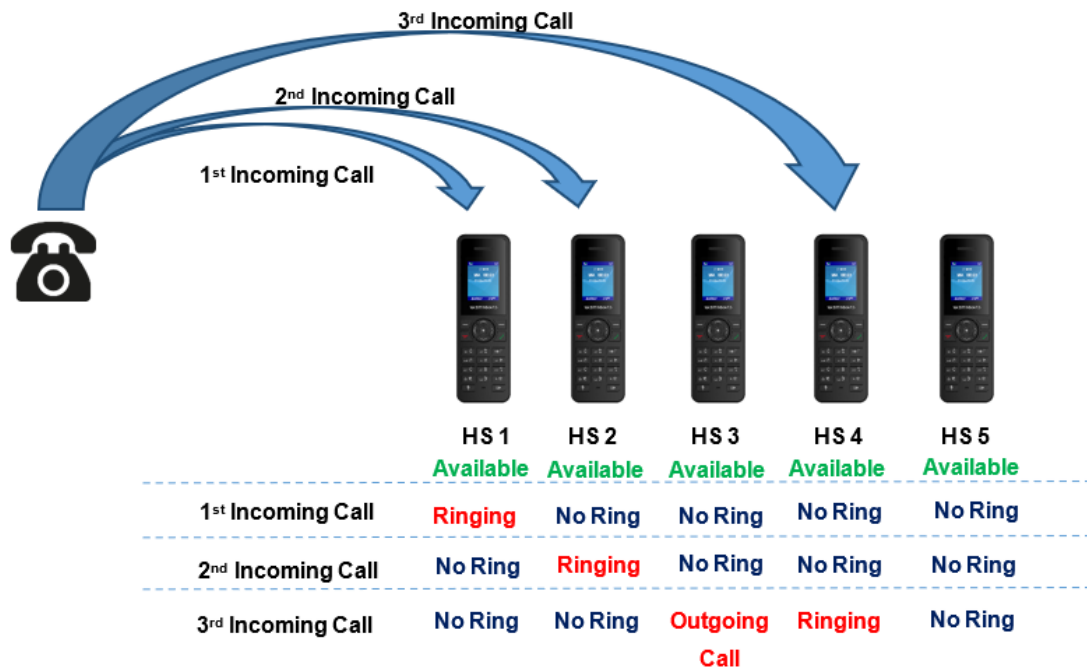 3rd Incoming Call
2nd Incoming Call
1st Incoming Call
HS 1 HS 2 HS 3 HS 4 HS 5
Available Available Available Available Available
1st Incoming Call Ringing No Ring No Ring No Ring No Ring
2nd Incoming Call No Ring Ringing No Ring No Ring No Ring
3rd Incoming Call No Ring No Ring Outgoing Ringing No Ring
Call